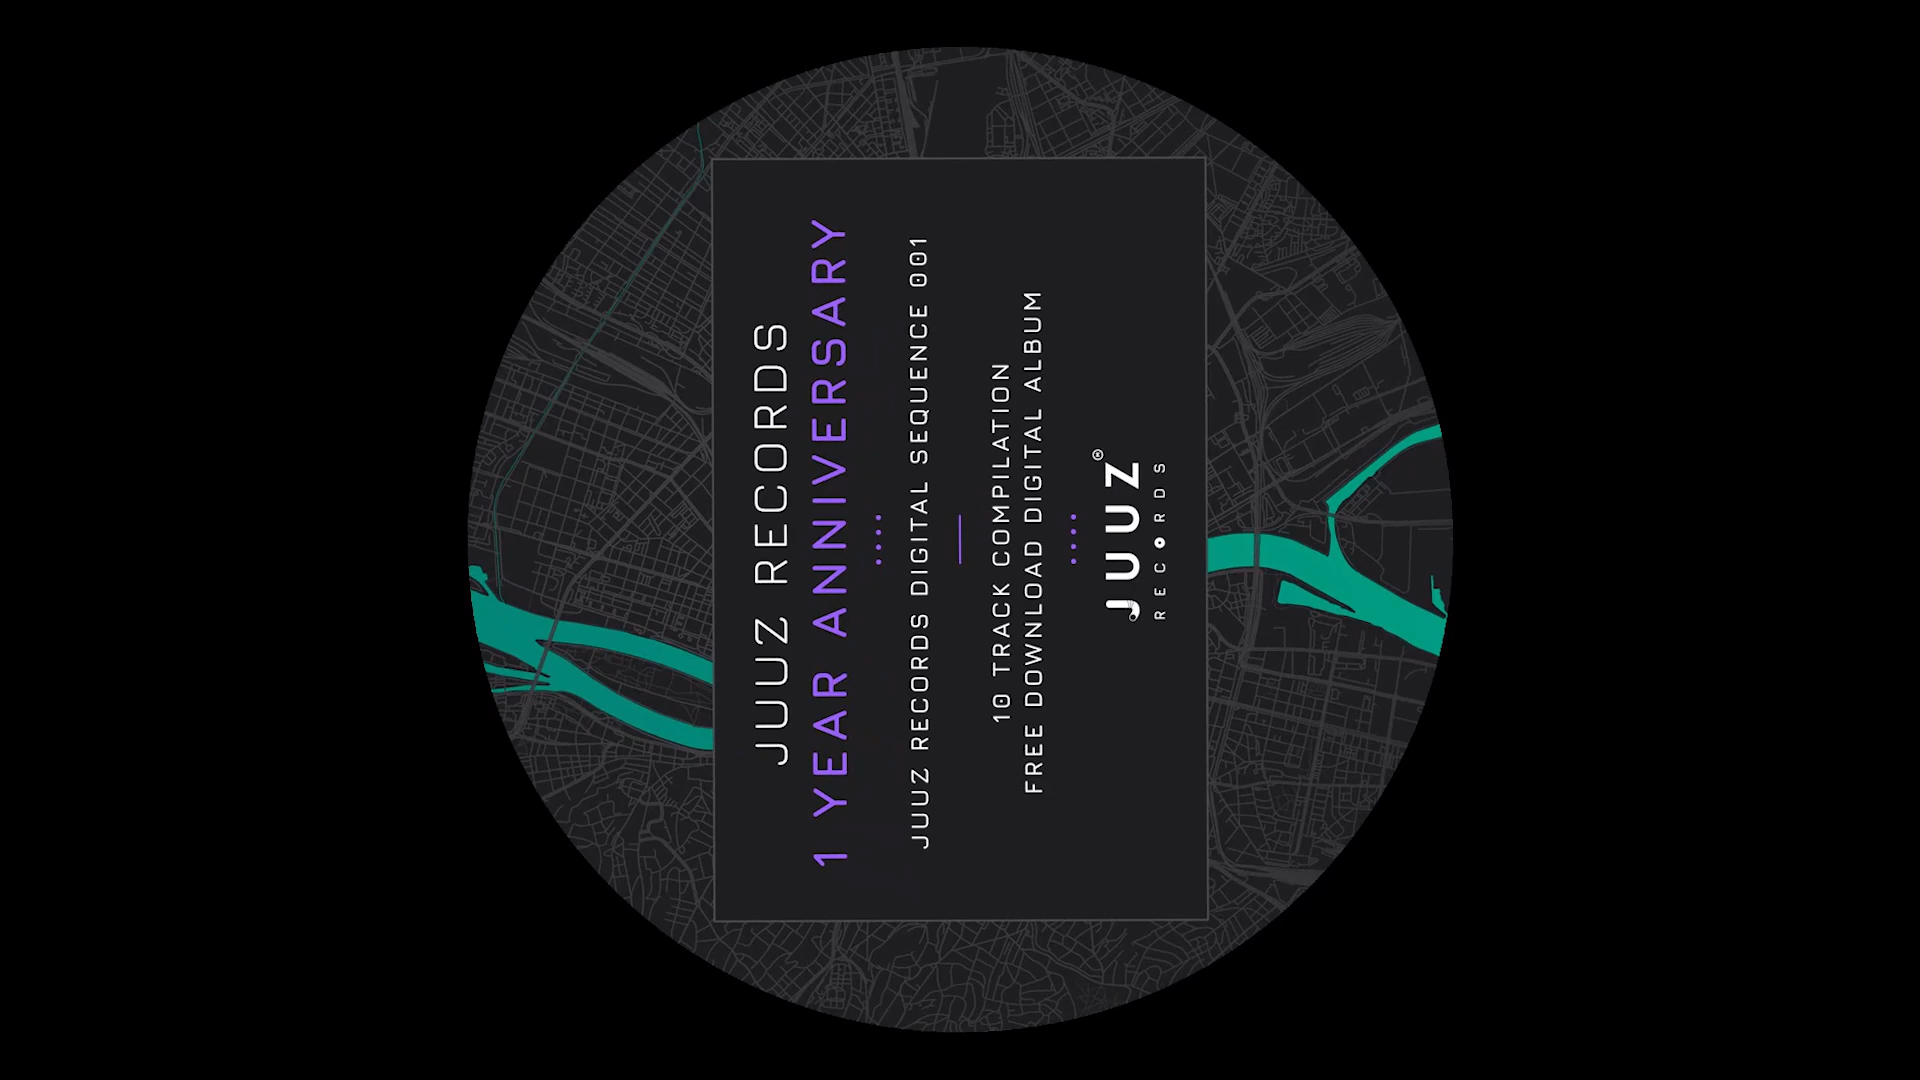 JUUZ RECORDS
1 YEAR ANNIVERSARY
JUUZ RECORDS DIGITAL SEQUENCE 001
10 TRACK COMPILATION
FREE DOWNLOAD DIGITAL ALBUM
JUUZ®
RECORDS